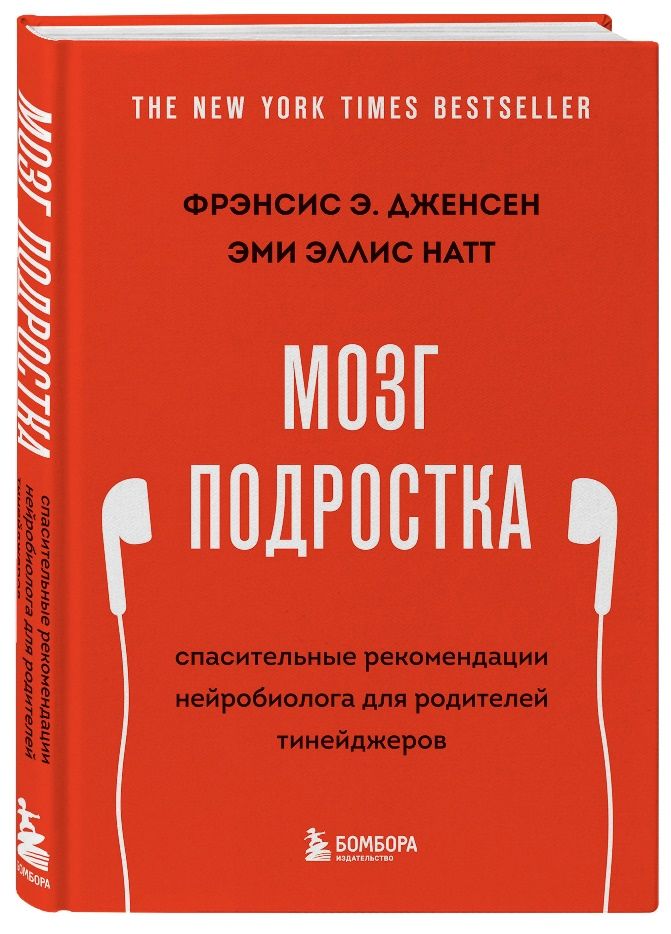 THE NEW YORK TIMES BESTSELLER
ФРЭНСИС Э. ДЖЕНСЕН
ЭМИ ЭЛЛИС НАТТ
МОЗГ
ПОДРОСТКА
спасительные рекомендации
нейробиолога для родителей
тинейджеров
БОМБОРА
ИЗДАТЕЛЬСТВО
МОЗГ ПОДРОСТКА
спасительные рекомендации
нейробиолога для родителей
тинейджеров
БОМБОРА